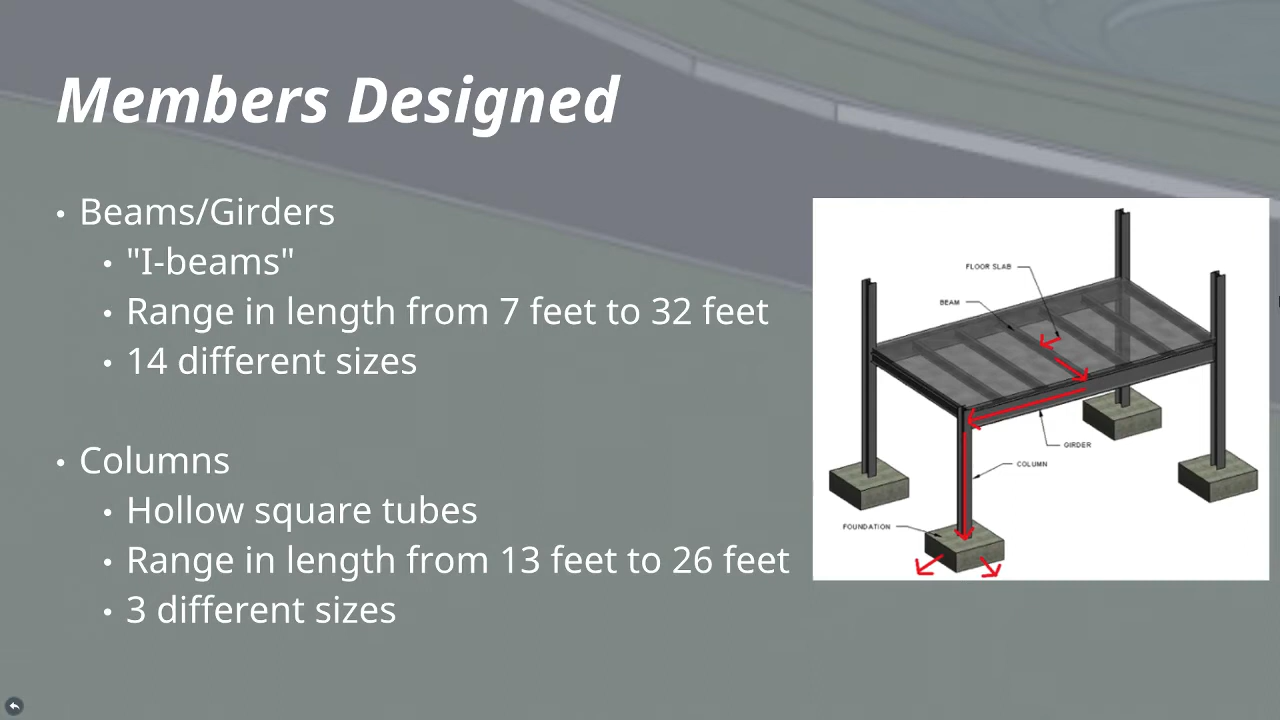 Members Designed
• Beams/Girders
• "I-beams"
• Range in length from 7 feet to 32 feet
• 14 different sizes
• Columns
• Hollow square tubes
• Range in length from 13 feet to 26 feet
• 3 different sizes
FLOOR SLAB
BEAM
GIRDER
COLUMN
FOUNDATION